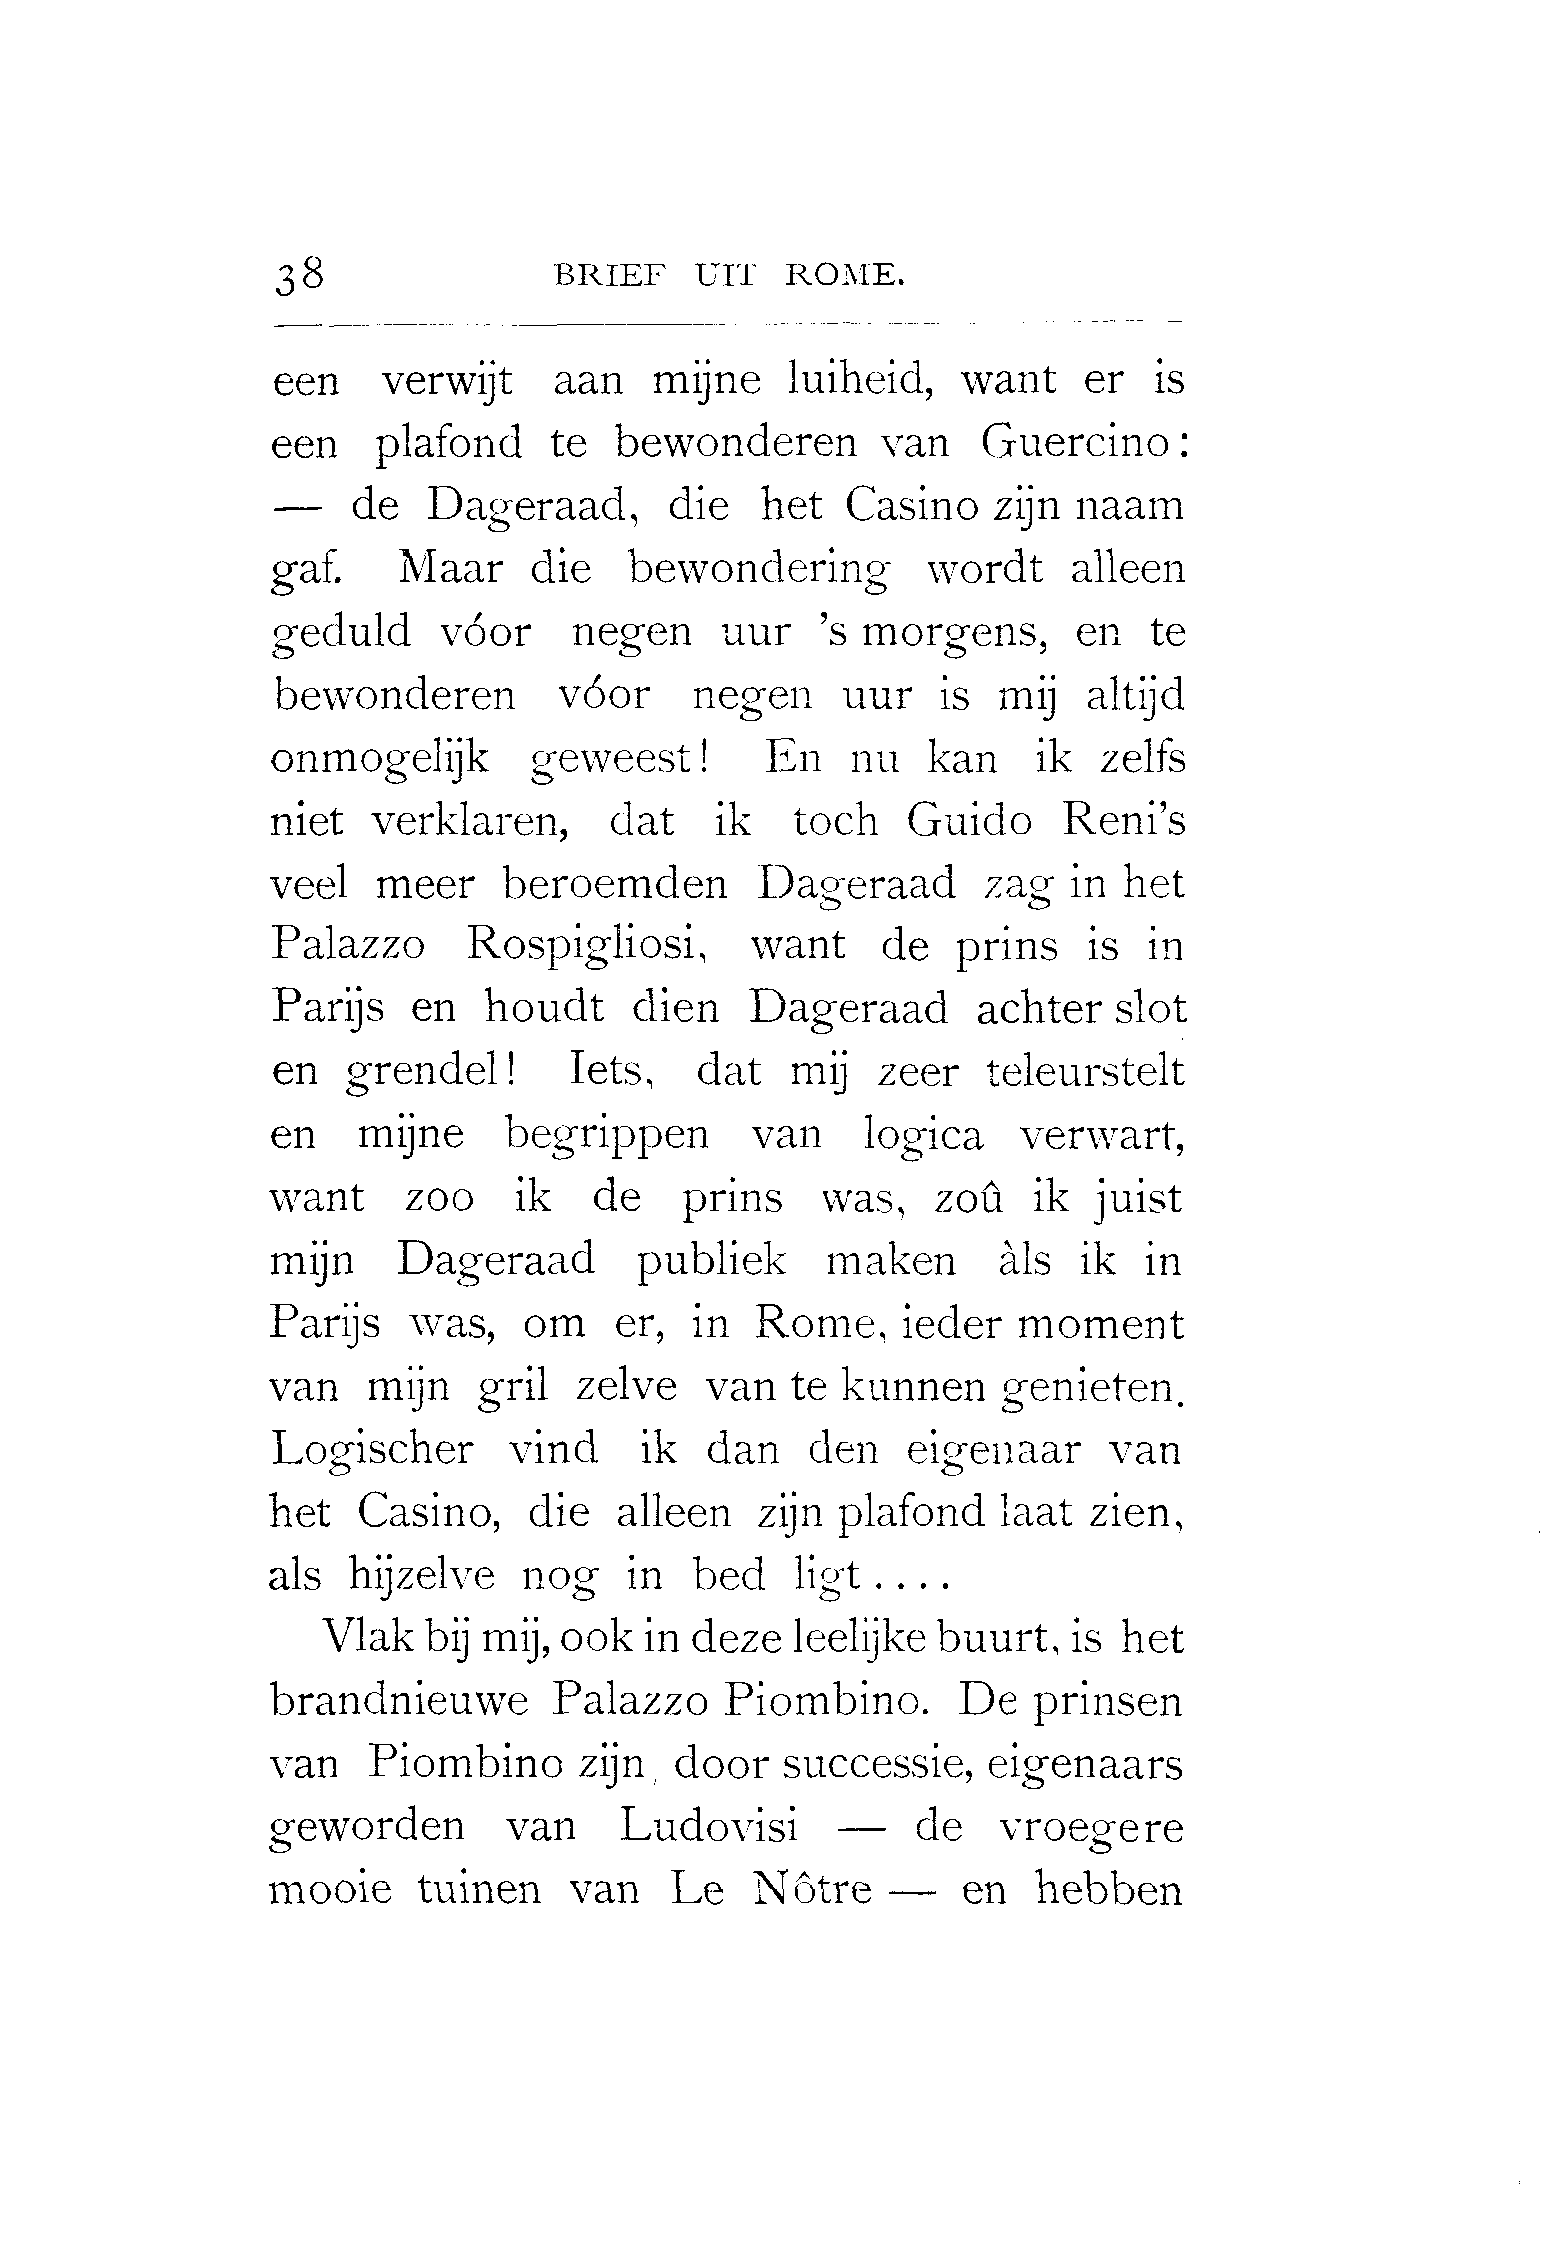 38 BRIEF UIT ROME.
een verwijt aan mijne luiheid, want er is
een plafond te bewonderen van Guercino:
— de Dageraad, die het Casino zijn naam
gaf. Maar die bewondering wordt alleen
geduld vóor negen uur 's morgens, en te
bewonderen vóor negen uur is mij altijd
onmogelijk geweest! En nu kan ik zelfs
niet verklaren, dat ik toch Guido Reni's
veel meer beroemden Dageraad zag in het
Palazzo Rospigliosi, want de prins is in
Parijs en houdt dien Dageraad achter slot
en grendel! Iets, dat mij zeer teleurstelt
en mijne begrippen van logica verwart,
want zoo ik de prins was, zoû ik juist
mijn Dageraad publiek maken àls ik in
Parijs was, om er, in Rome, ieder moment
van mijn gril zelve van te kunnen genieten.
Logischer vind ik dan den eigenaar van
het Casino, die alleen zijn plafond laat zien,
als hijzelve nog in bed ligt....
Vlak bij mij, ook in deze leelijke buurt, is het
brandnieuwe Palazzo Piombino. De prinsen
van Piombino zijn, door successie, eigenaars
geworden van Ludovisi — de vroegere
mooie tuinen van Le Nôtre — en hebben